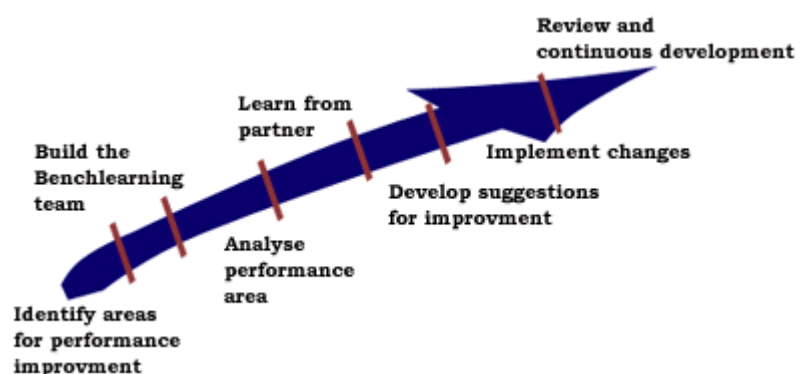 Review and
continuous development
Learn from
partner
Build the
Benchlearning
team
Implement changes
Develop suggestions
for improvment
Analyse
performance
area
Identify areas
for performance
improvment